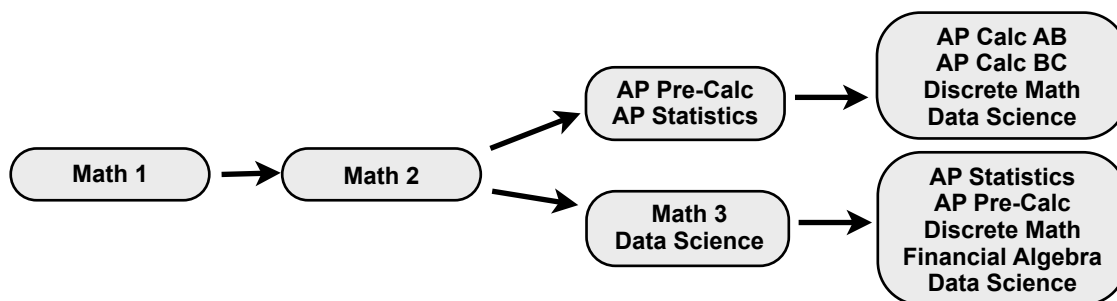 Math 1
Math 2
AP Pre-Calc
AP Statistics
AP Calc AB
AP Calc BC
Discrete Math
Data Science
Math 3
Data Science
AP Statistics
AP Pre-Calc
Discrete Math
Financial Algebra
Data Science